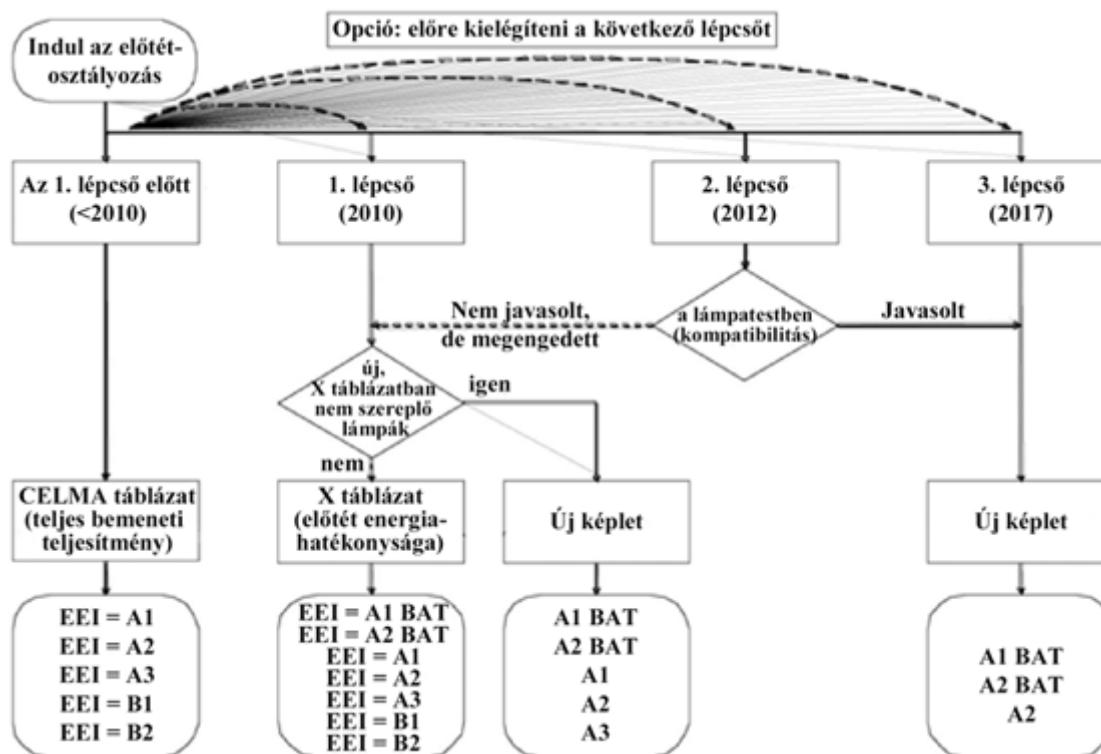 Opció: előre kielégíteni a következő lépcsőt
Indul az előtét-
osztályozás
Az 1. lépcső előtt
(<2010)
1. lépcső
(2010)
2. lépcső
(2012)
3. lépcső
(2017)
Nem javasolt,
de megengedett
a lámpatestben
(kompatibilitás)
Javasolt
új,
X táblázatban
nem szereplő
lámpák
igen
nem
CELMA táblázat
(teljes bemeneti
teljesítmény)
X táblázat
(előtét energia-
hatékonysága)
Új képlet
Új képlet
EEI = A1
EEI = A2
EEI = A3
EEI = B1
EEI = B2
EEI = A1 BAT
EEI = A2 BAT
EEI = A1
EEI = A2
EEI = A3
EEI = B1
EEI = B2
A1 BAT
A2 BAT
A1
A2
A3
A1 BAT
A2 BAT
A2